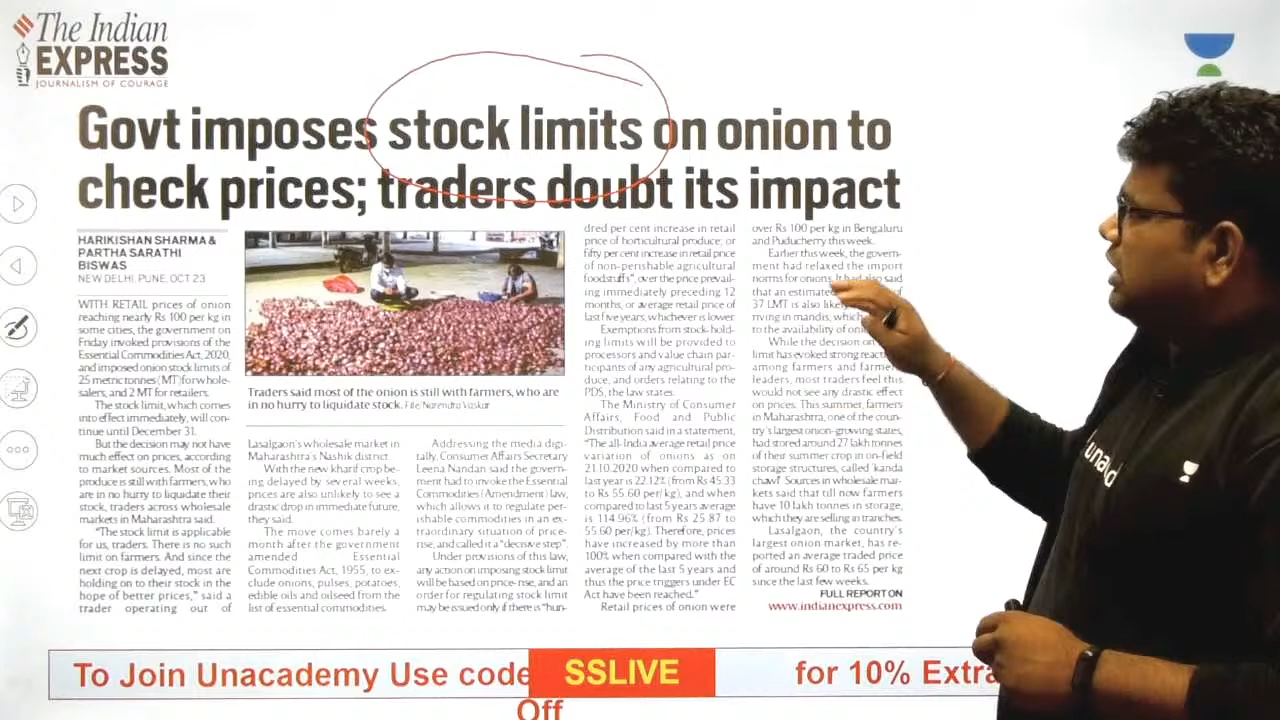 The Indian
EXPRESS
JOURNALISM OF COURAGE
Govt imposes stock limits on onion to
check prices; traders doubt its impact
HARIKISHAN SHARMA &
PARTHA SARATHI
BISWAS
NEW DELHI, PUNE, OCT 23
WITH RETAIL prices of onion
reaching nearly Rs 100 per kg in
some cities, the government on
Friday invoked provisions of the
Essential Commodities Act, 2020,
and imposed onion stock limits of
25 metric tonnes (MT) for whole-
salers, and 2 MT for retailers.
The stock limit, which comes
into effect immediately, will con-
tinue until December 31.
But the decision may not have
much effect on prices, according
to market sources. Most of the
produce is still with farmers, who
are in no hurry to liquidate their
stock, traders across wholesale
markets in Maharashtra said.
"The stock limit is applicable
for us, traders. There is no such
limit on farmers. And since the
next crop is delayed, most are
holding on to their stock in the
hope of better prices," said a
trader operating out of
Traders said most of the onion is still with farmers, who are
in no hurry to liquidate stock. File/Narendra Vaskar
Lasalgaon's wholesale market in
Maharashtra's Nashik district.
With the new kharif crop be-
ing delayed by several weeks,
prices are also unlikely to see a
drastic drop in immediate future,
they said.
The move comes barely a
month after the government
amended Essential
Commodities Act, 1955, to ex-
clude onions, pulses, potatoes,
edible oils and oilseed from the
list of essential commodities.
Addressing the media digi-
tally, Consumer Affairs Secretary
Leena Nandan said the govern-
ment had to invoke the Essential
Commodities (Amendment) law,
which allows it to regulate per-
ishable commodities in an ex-
traordinary situation of price-
rise, and called it a "decisive step".
Under provisions of this law,
any action on imposing stock limit
will be based on price-rise, and an
order for regulating stock limit
may be issued only if there is "hun-
dred per cent increase in retail
price of horticultural produce; or
fifty per cent increase in retail price
of non-perishable agricultural
foodstuffs", over the price prevail-
ing immediately preceding 12
months, or average retail price of
last five years, whichever is lower.
Exemptions from stock-hold-
ing limits will be provided to
processors and value chain par-
ticipants of any agricultural pro-
duce, and orders relating to the
PDS, the law states.
The Ministry of Consumer
Affairs, Food and Public
Distribution said in a statement,
"The all-India average retail price
variation of onions as on
21.10.2020 when compared to
last year is 22.12% (from Rs 45.33
to Rs 55.60 per/kg), and when
compared to last 5 years average
is 114.96% (from Rs 25.87 to
55.60 per/kg). Therefore, prices
have increased by more than
100% when compared with the
average of the last 5 years and
thus the price triggers under EC
Act have been reached."
Retail prices of onion were
over Rs 100 per kg in Bengaluru
and Puducherry this week.
Earlier this week, the govern-
ment had relaxed the import
norms for onions. It had also said
that an estimated of
37 LMT is also likely
riving in mandis, which
to the availability of
While the decision on
limit has evoked strong
among farmers and
leaders, most traders feel this
would not see any drastic effect
on prices. This summer, farmers
in Maharashtra, one of the coun-
try's largest onion-growing states,
had stored around 27 lakh tonnes
of their summer crop in on-field
storage structures, called 'kanda
chawl'. Sources in wholesale mar-
kets said that till now farmers
have 10 lakh tonnes in storage,
which they are selling in tranches.
Lasalgaon, the country's
largest onion market, has re-
ported an average traded price
of around Rs 60 to Rs 65 per kg
since the last few weeks.
FULL REPORT ON
www.indianexpress.com
unacad
To Join Unacademy Use code SSLIVE for 10% Extra
Off